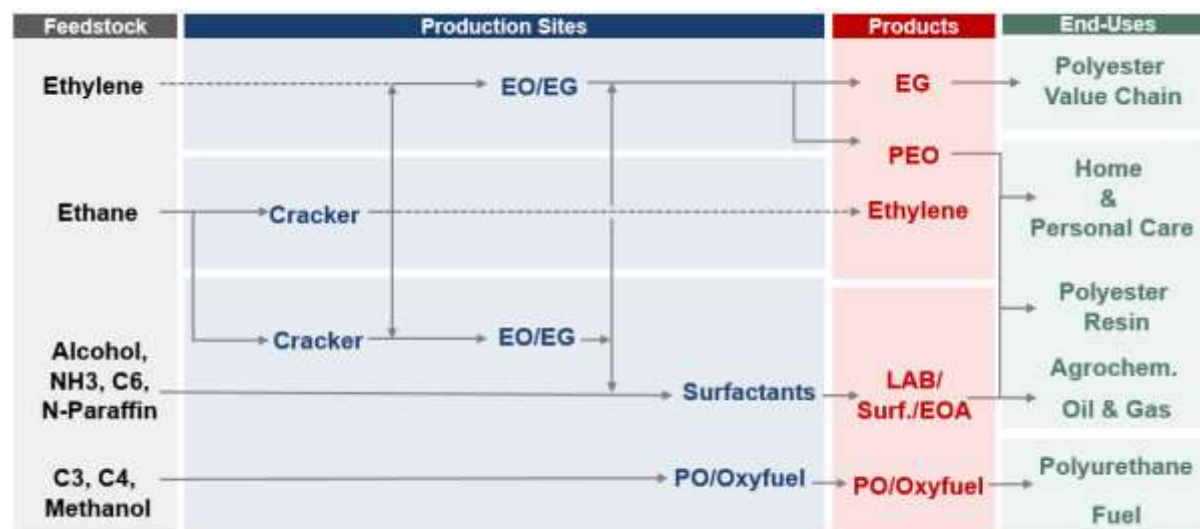 Feedstock
Production Sites
Products
End-Uses
Ethylene
EO/EG
EG
Polyester
Value Chain
PEO
Home
&
Personal Care
Ethane
Cracker
Ethylene
Polyester
Resin
Cracker
EO/EG
Alcohol,
NH3, C6,
N-Paraffin
Surfactants
LAB/
Surf./EOA
Agrochem.
Oil & Gas
C3, C4,
Methanol
PO/Oxyfuel
PO/Oxyfuel
Polyurethane
Fuel